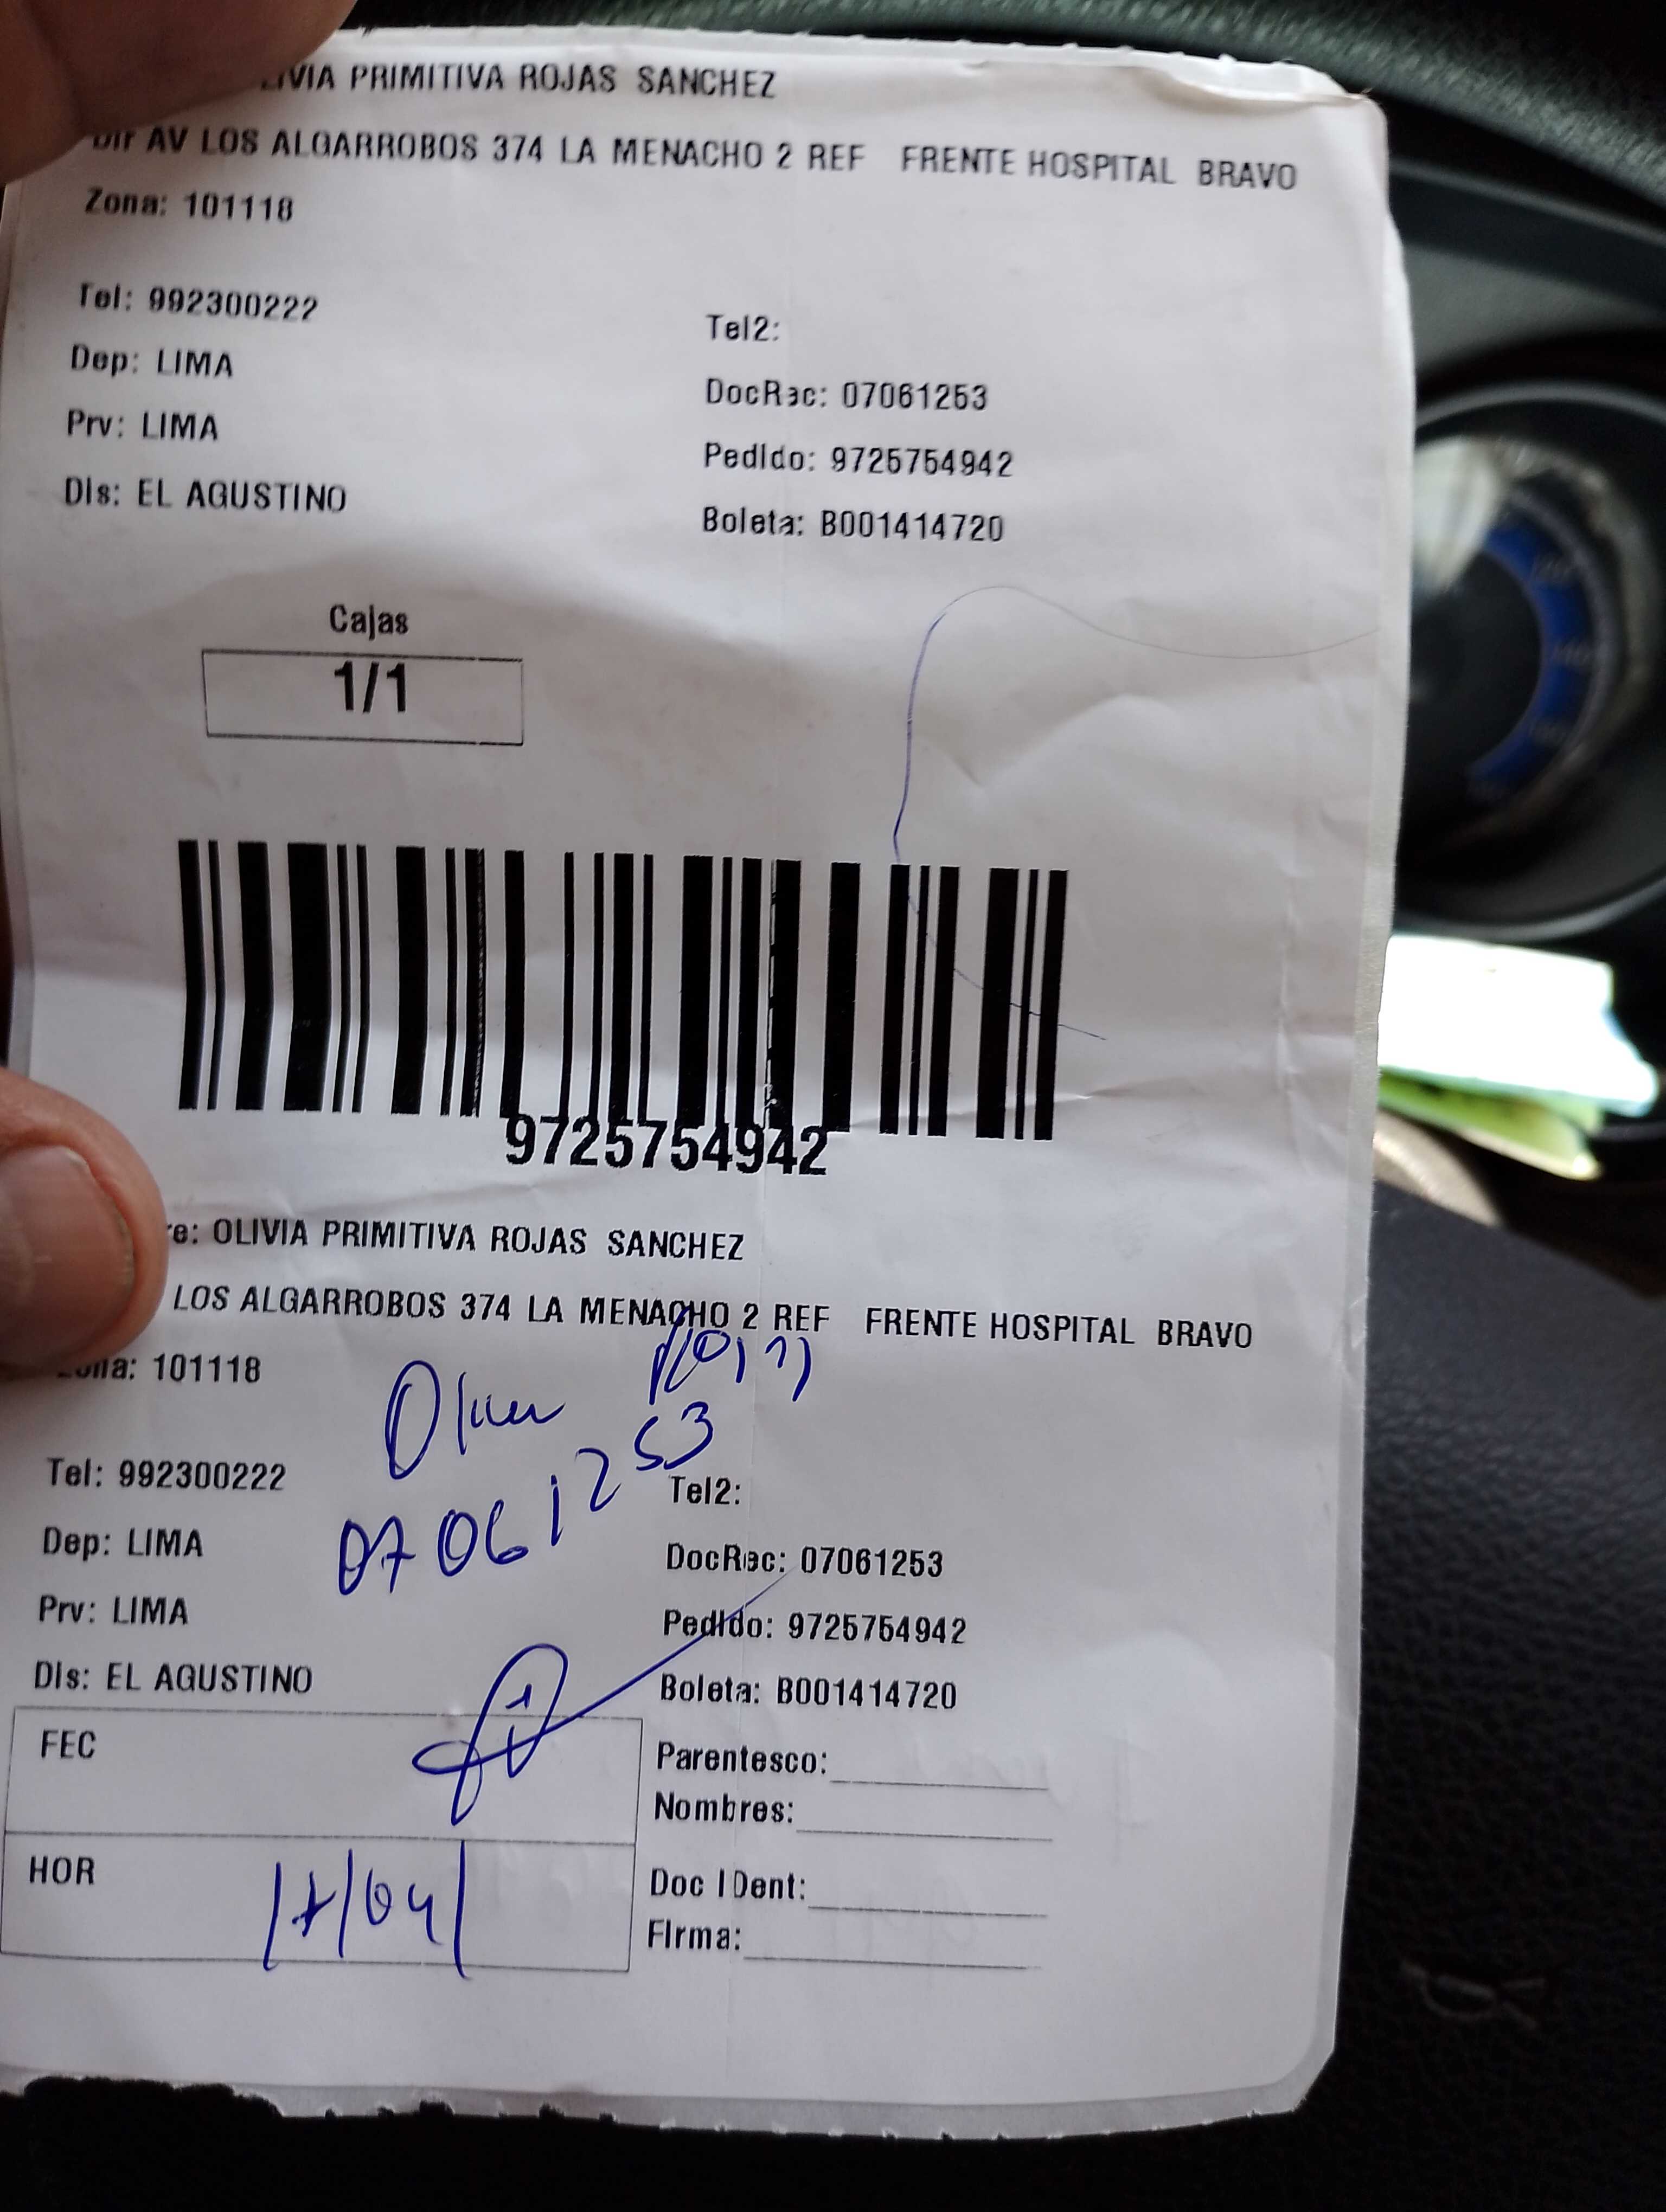 LIVIA PRIMITIVA ROJAS SANCHEZ
Dir AV LOS ALGARROBOS 374 LA MENACHO 2 REF FRENTE HOSPITAL BRAVO
Zona: 101118
Tel: 992300222
Tel2:
Dep: LIMA
DocRec: 07061253
Prv: LIMA
Pedido: 9725754942
Dis: EL AGUSTINO
Boleta: B001414720
Cajas
1/1
9725754942
re: OLIVIA PRIMITIVA ROJAS SANCHEZ
LOS ALGARROBOS 374 LA MENACHO 2 REF FRENTE HOSPITAL BRAVO
Zona: 101118
Tel: 992300222
07061253
Tel2:
Dep: LIMA
DocRec: 07061253
Prv: LIMA
Pedido: 9725754942
Dis: EL AGUSTINO
Boleta: B001414720
FEC
Parentesco:
Nombres:
HOR
17/04/
Doc IDent:
Firma: